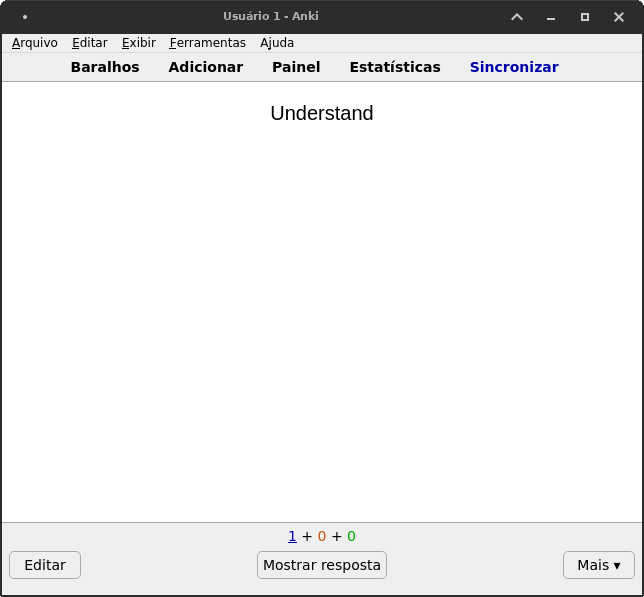 Usuário 1 - Anki
Arquivo Editar Exibir Ferramentas Ajuda
Baralhos Adicionar Painel Estatísticas Sincronizar
Understand
1 + 0 + 0
Editar Mostrar resposta Mais ▾